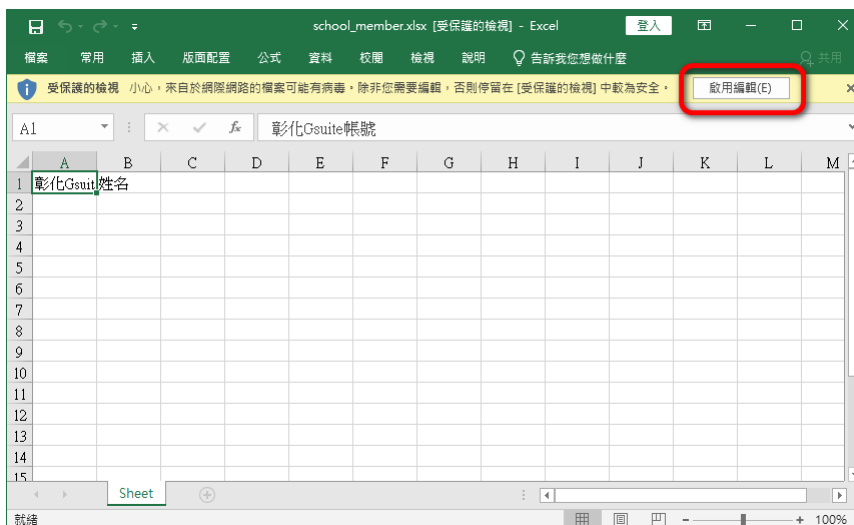 school_member.xlsx [受保護的檢視] - Excel
登入
檔案 常用 插入 版面配置 公式 資料 校閱 檢視 說明 告訴我您想做什麼 共用
受保護的檢視 小心，來自於網際網路的檔案可能有病毒。除非您需要編輯，否則停留在 [受保護的檢視] 中較為安全。 啟用編輯(E)
A1 fx 彰化Gsuite帳號
A B C D E F G H I J K L M
1 彰化Gsuit 姓名
2
3
4
5
6
7
8
9
10
11
12
13
14
15
Sheet
就緒 100%